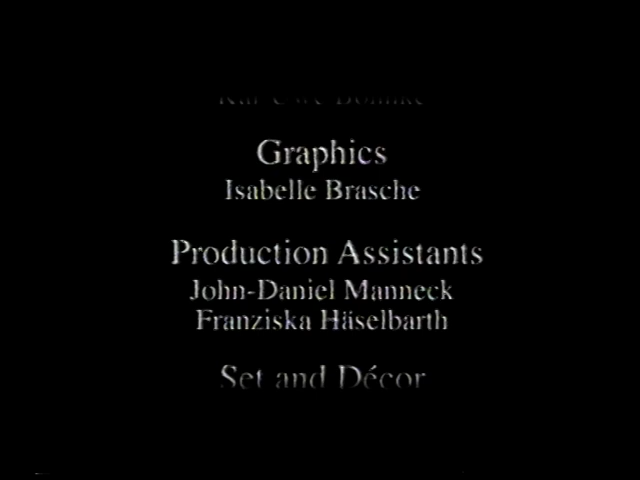 Graphics
Isabelle Brasche
Production Assistants
John-Daniel Manneck
Franziska Häselbarth
Set and Décor